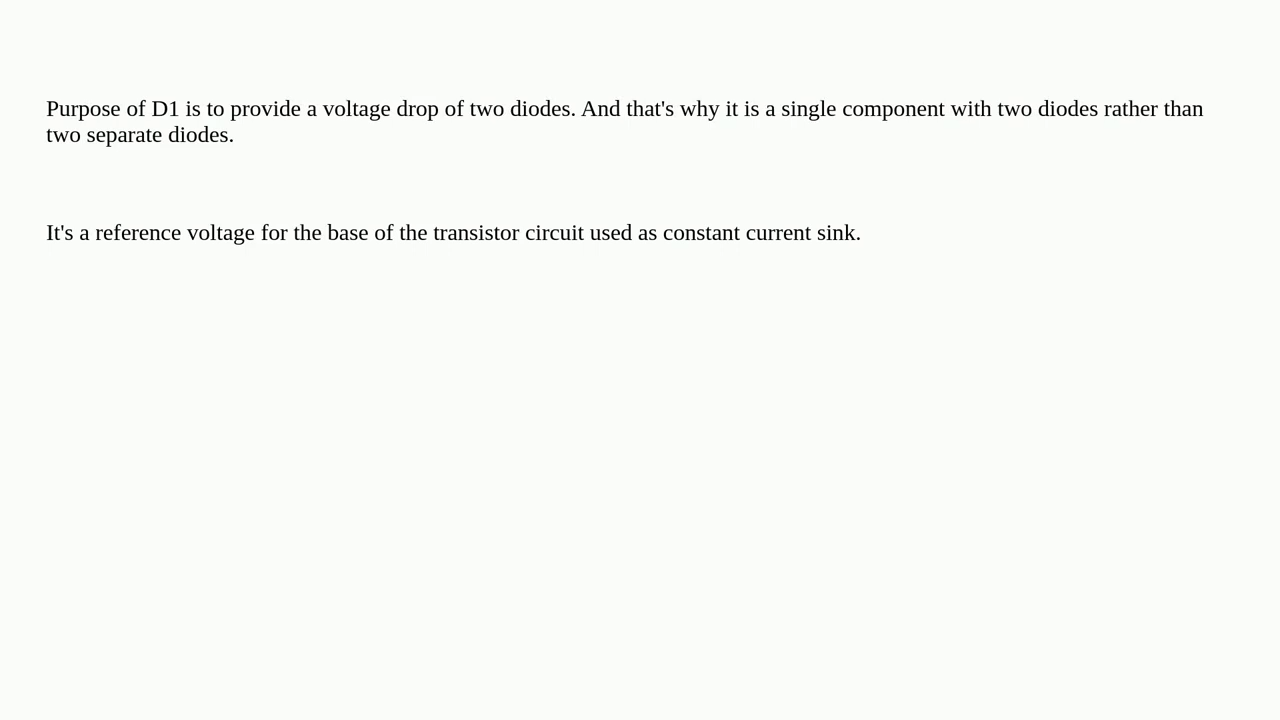 Purpose of D1 is to provide a voltage drop of two diodes. And that's why it is a single component with two diodes rather than
two separate diodes.
It's a reference voltage for the base of the transistor circuit used as constant current sink.